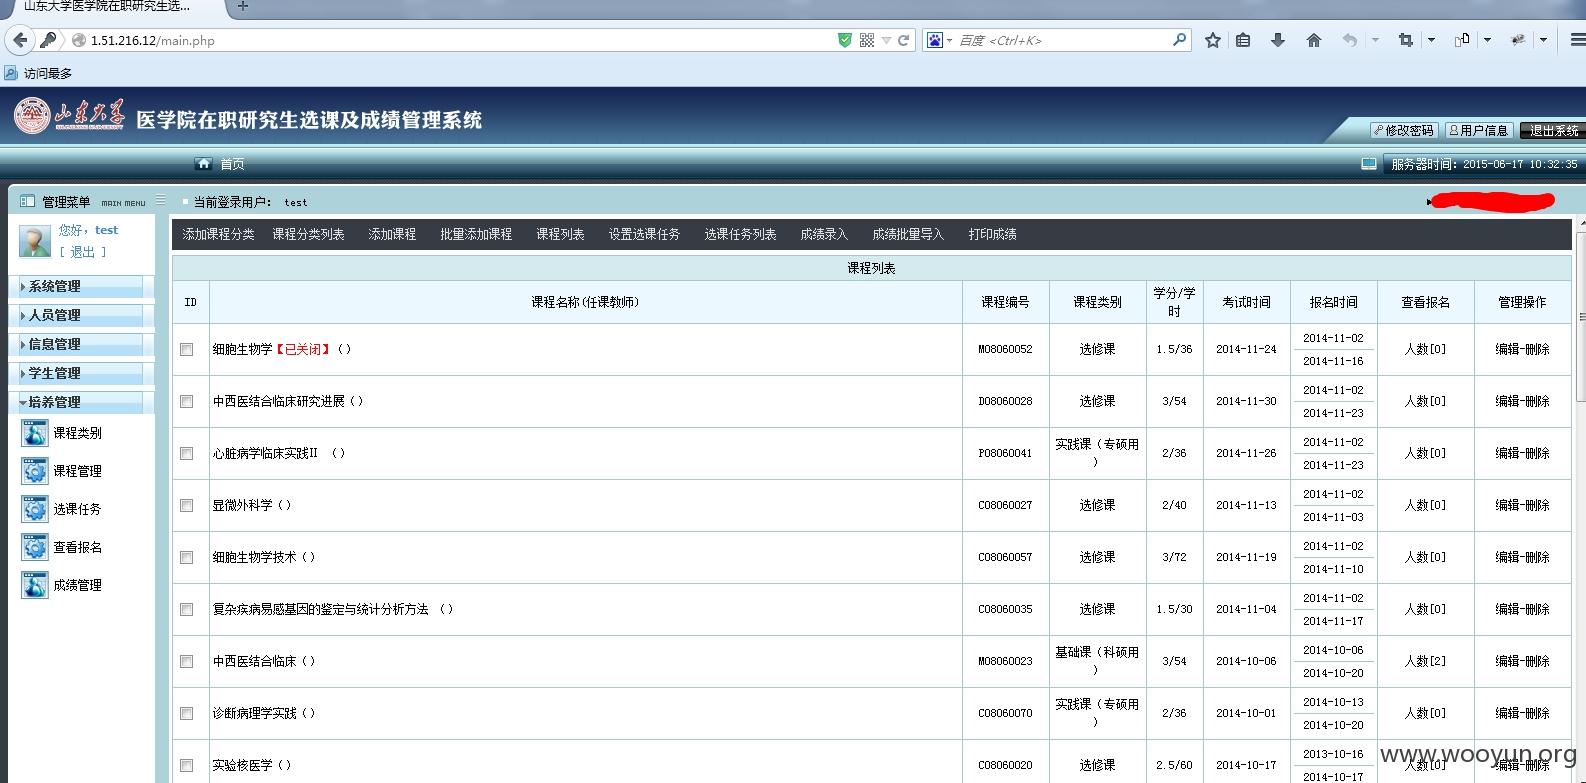 山东大学医学院在职研究生选...
1.51.216.12/main.php
百度 <Ctrl+K>
访问最多
山东大学 医学院在职研究生选课及成绩管理系统
修改密码 用户信息 退出系统
首页
服务器时间：2015-06-17 10:32:35
管理菜单 MAIN MENU
当前登录用户： test
您好，test
[ 退出 ]
系统管理
人员管理
信息管理
学生管理
培养管理
课程类别
课程管理
选课任务
查看报名
成绩管理
添加课程分类 课程分类列表 添加课程 批量添加课程 课程列表 设置选课任务 选课任务列表 成绩录入 成绩批量导入 打印成绩
课程列表
ID 课程名称(任课教师) 课程编号 课程类别 学分/学时 考试时间 报名时间 查看报名 管理操作
细胞生物学【已关闭】（） M08060052 选修课 1.5/36 2014-11-24 2014-11-02 2014-11-16 人数[0] 编辑-删除
中西医结合临床研究进展（） D08060028 选修课 3/54 2014-11-30 2014-11-02 2014-11-23 人数[0] 编辑-删除
心脏病学临床实践II （） P08060041 实践课（专硕用） 2/36 2014-11-26 2014-11-02 2014-11-23 人数[0] 编辑-删除
显微外科学（） C08060027 选修课 2/40 2014-11-13 2014-11-02 2014-11-03 人数[0] 编辑-删除
细胞生物学技术（） C08060057 选修课 3/72 2014-11-19 2014-11-02 2014-11-10 人数[0] 编辑-删除
复杂疾病易感基因的鉴定与统计分析方法 （） C08060035 选修课 1.5/30 2014-11-04 2014-11-02 2014-11-17 人数[0] 编辑-删除
中西医结合临床（） M08060023 基础课（科硕用） 3/54 2014-10-06 2014-10-06 2014-10-20 人数[2] 编辑-删除
诊断病理学实践（） C08060070 实践课（专硕用） 2/36 2014-10-01 2014-10-13 2014-10-20 人数[0] 编辑-删除
实验核医学（） C08060020 选修课 2.5/60 2014-10-17 2013-10-16 2014-10-17 人数[0] 编辑-删除
www.wooyun.org